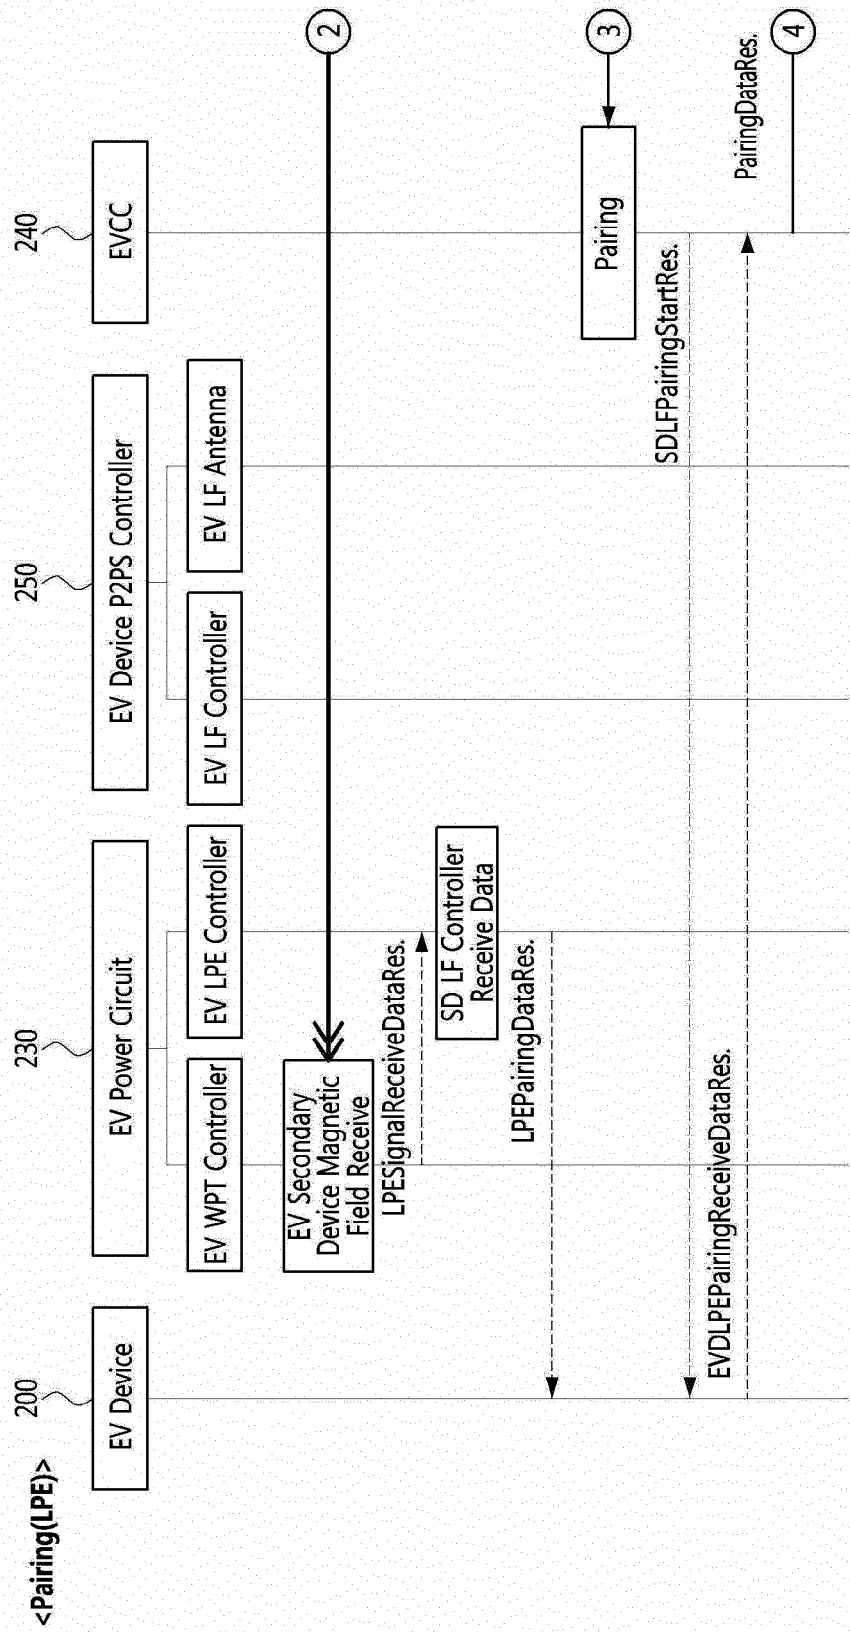 <Pairing(LPE)>
200
230
250
240
EV Device
EV Power Circuit
EV Device P2PS Controller
EVCC
EV WPT Controller
EV LPE Controller
EV LF Controller
EV LF Antenna
EV Secondary
Device Magnetic
Field Receive
2
LPESignalReceiveDataRes.
SD LF Controller
Receive Data
LPEPairingDataRes.
Pairing
3
SDLFPairingStartRes.
EVDLPEPairingReceiveDataRes.
PairingDataRes.
4